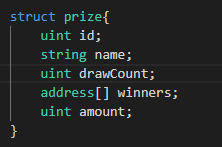 struct prize{
    uint id;
    string name;
    uint drawCount;
    address[] winners;
    uint amount;
}